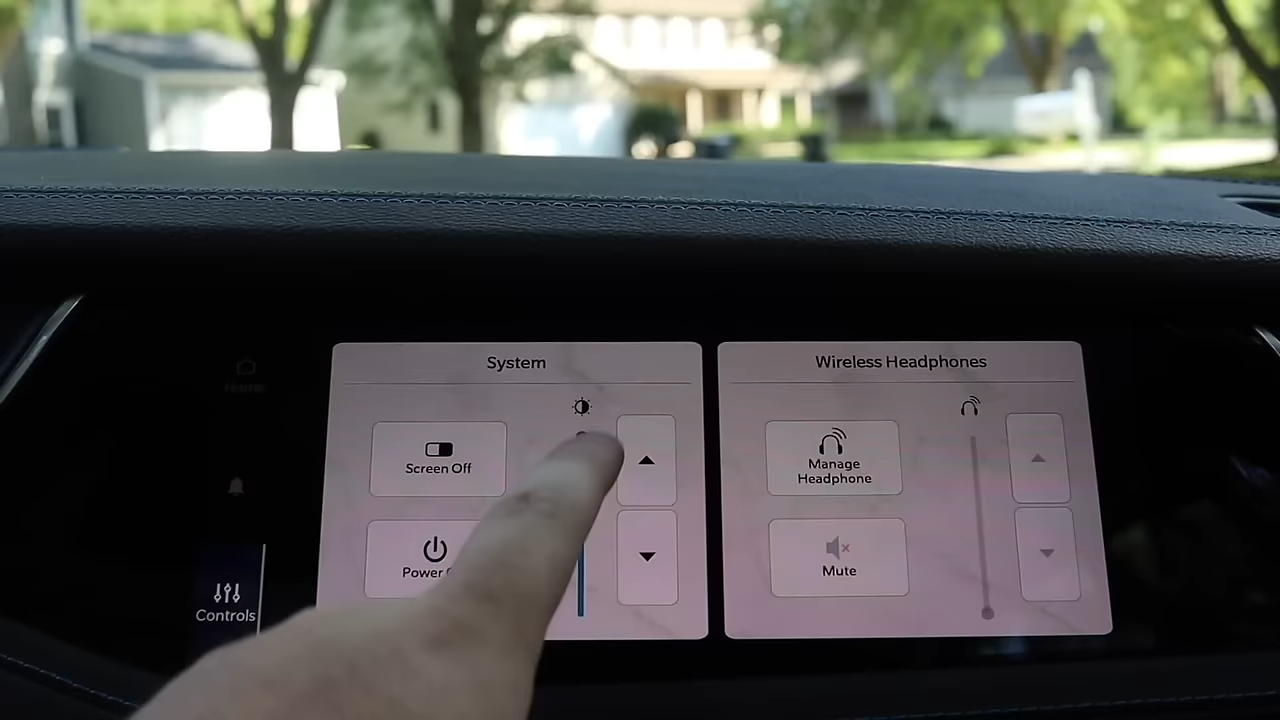 System
Wireless Headphones
Screen Off
Manage
Headphone
Power
Mute
Controls